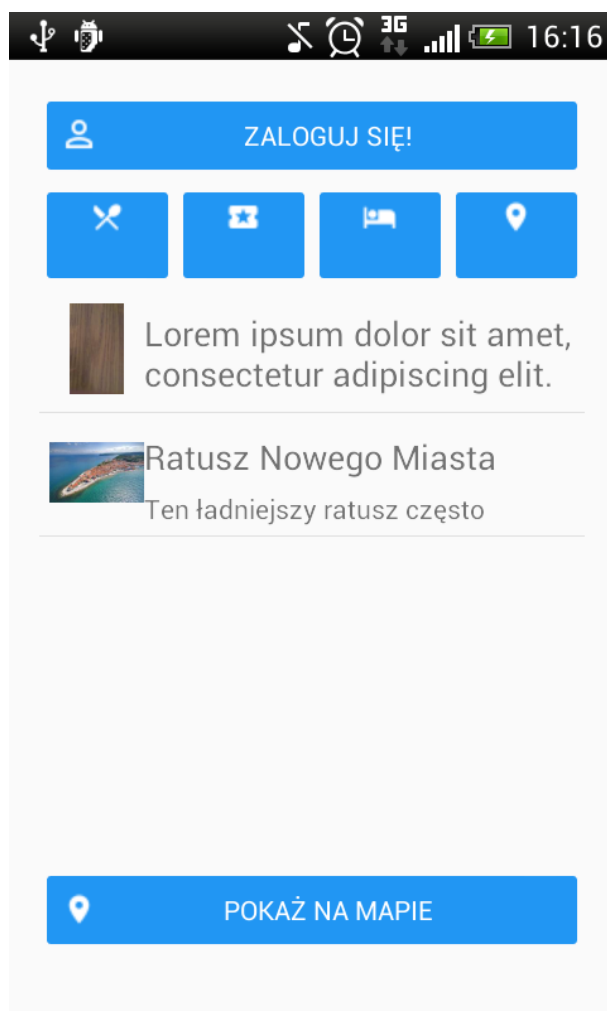 3G 16:16
ZALOGUJ SIĘ!
Lorem ipsum dolor sit amet,
consectetur adipiscing elit.
Ratusz Nowego Miasta
Ten ładniejszy ratusz często
POKAŻ NA MAPIE